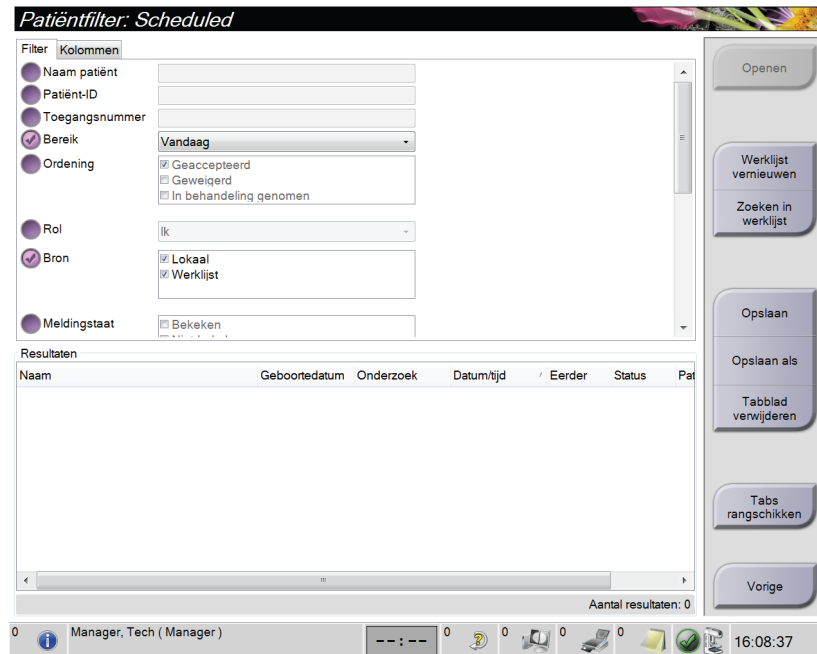 Patiëntfilter: Scheduled
Filter Kolommen
Naam patiënt
Patiënt-ID
Toegangsnummer
Bereik Vandaag
Ordening Geaccepteerd
Geweigerd
In behandeling genomen
Rol Ik
Bron Lokaal
Werklijst
Meldingstaat Bekeken
Openen
Werklijst
vernieuwen
Zoeken in
werklijst
Opslaan
Opslaan als
Tabblad
verwijderen
Tabs
rangschikken
Vorige
Resultaten
Naam Geboortedatum Onderzoek Datum/tijd Eerder Status Pat
Aantal resultaten: 0
0 Manager, Tech ( Manager ) --:-- 0 0 0 0 16:08:37